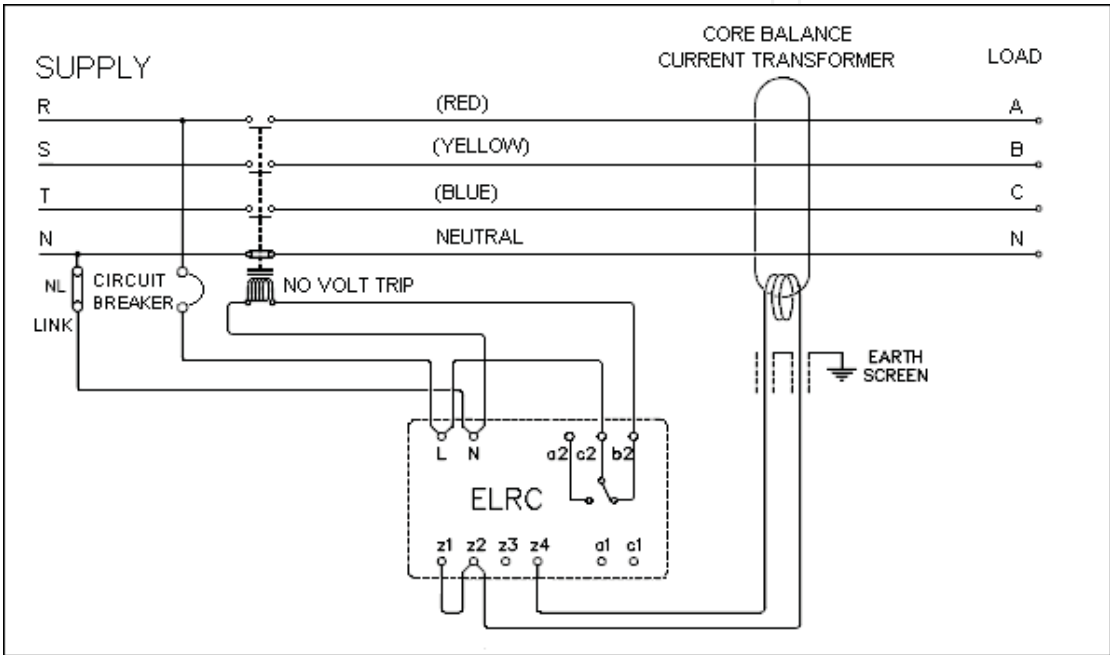 CORE BALANCE
CURRENT TRANSFORMER
LOAD
SUPPLY
R
(RED)
A
S
(YELLOW)
B
T
(BLUE)
C
N
NEUTRAL
N
NL
CIRCUIT
BREAKER
NO VOLT TRIP
LINK
EARTH
SCREEN
L
N
a2
c2
b2
ELRC
z1
z2
z3
z4
a1
c1